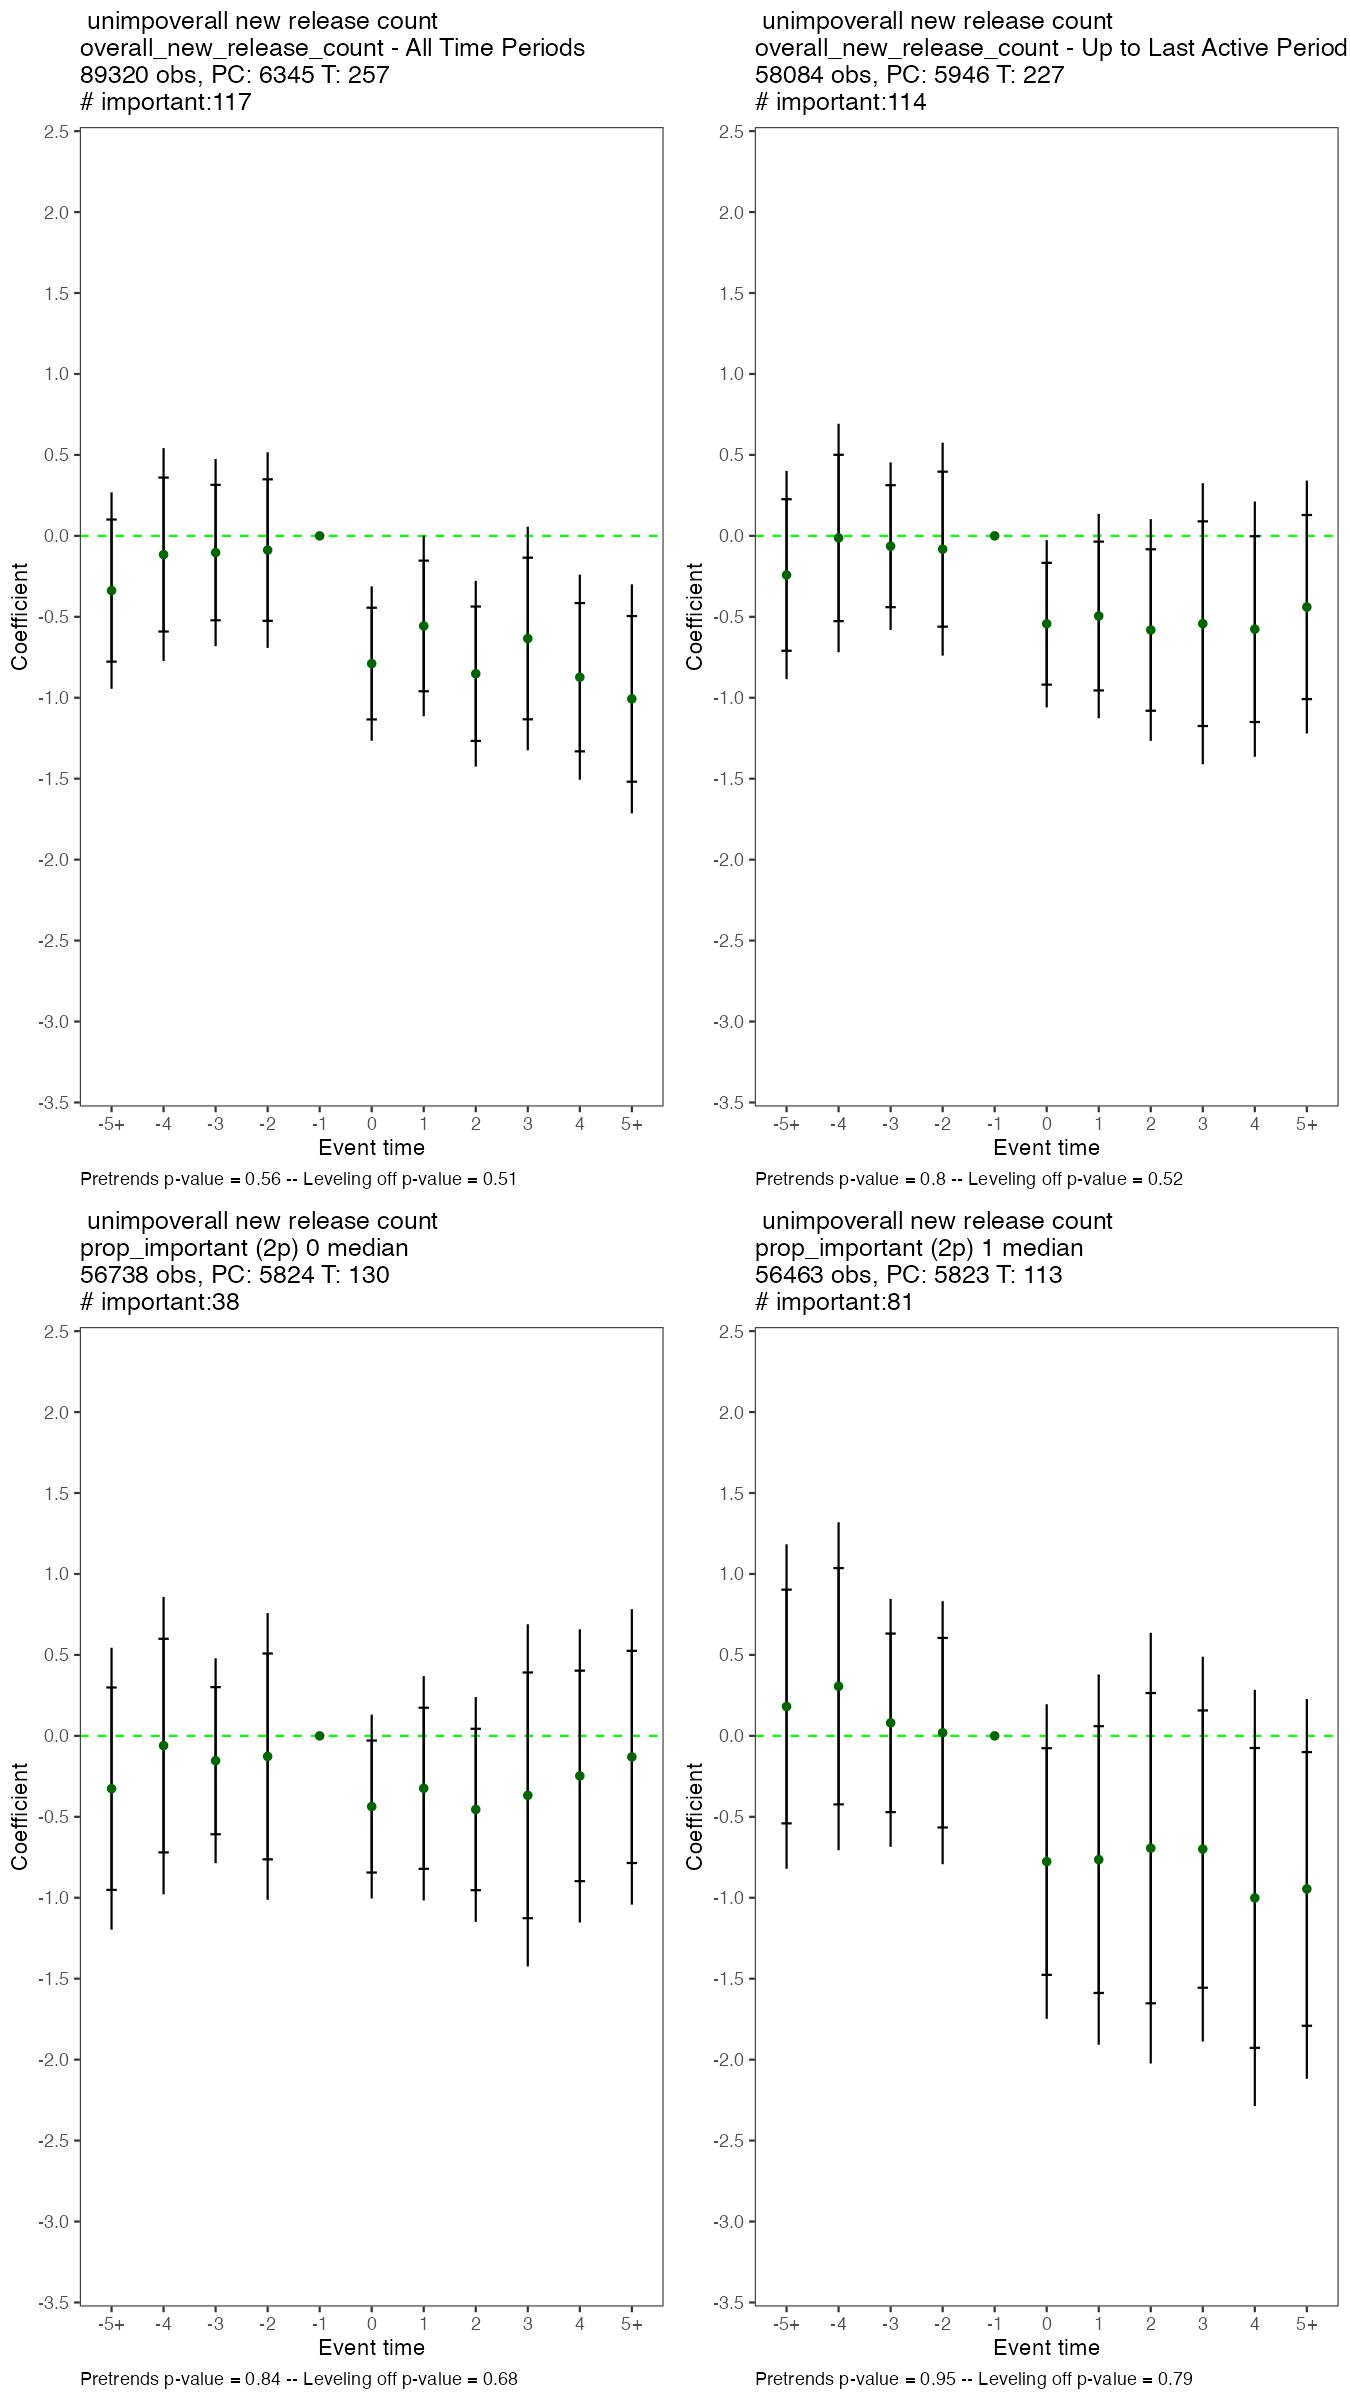 unimpoverall new release count
overall_new_release_count - All Time Periods
89320 obs, PC: 6345 T: 257
# important:117
2.5
2.0
1.5
1.0
0.5
0.0
-0.5
-1.0
-1.5
-2.0
-2.5
-3.0
-3.5
Coefficient
-5+ -4 -3 -2 -1 0 1 2 3 4 5+
Event time
Pretrends p-value = 0.56 -- Leveling off p-value = 0.51
unimpoverall new release count
overall_new_release_count - Up to Last Active Period
58084 obs, PC: 5946 T: 227
# important:114
2.5
2.0
1.5
1.0
0.5
0.0
-0.5
-1.0
-1.5
-2.0
-2.5
-3.0
-3.5
Coefficient
-5+ -4 -3 -2 -1 0 1 2 3 4 5+
Event time
Pretrends p-value = 0.8 -- Leveling off p-value = 0.52
unimpoverall new release count
prop_important (2p) 0 median
56738 obs, PC: 5824 T: 130
# important:38
2.5
2.0
1.5
1.0
0.5
0.0
-0.5
-1.0
-1.5
-2.0
-2.5
-3.0
-3.5
Coefficient
-5+ -4 -3 -2 -1 0 1 2 3 4 5+
Event time
Pretrends p-value = 0.84 -- Leveling off p-value = 0.68
unimpoverall new release count
prop_important (2p) 1 median
56463 obs, PC: 5823 T: 113
# important:81
2.5
2.0
1.5
1.0
0.5
0.0
-0.5
-1.0
-1.5
-2.0
-2.5
-3.0
-3.5
Coefficient
-5+ -4 -3 -2 -1 0 1 2 3 4 5+
Event time
Pretrends p-value = 0.95 -- Leveling off p-value = 0.79